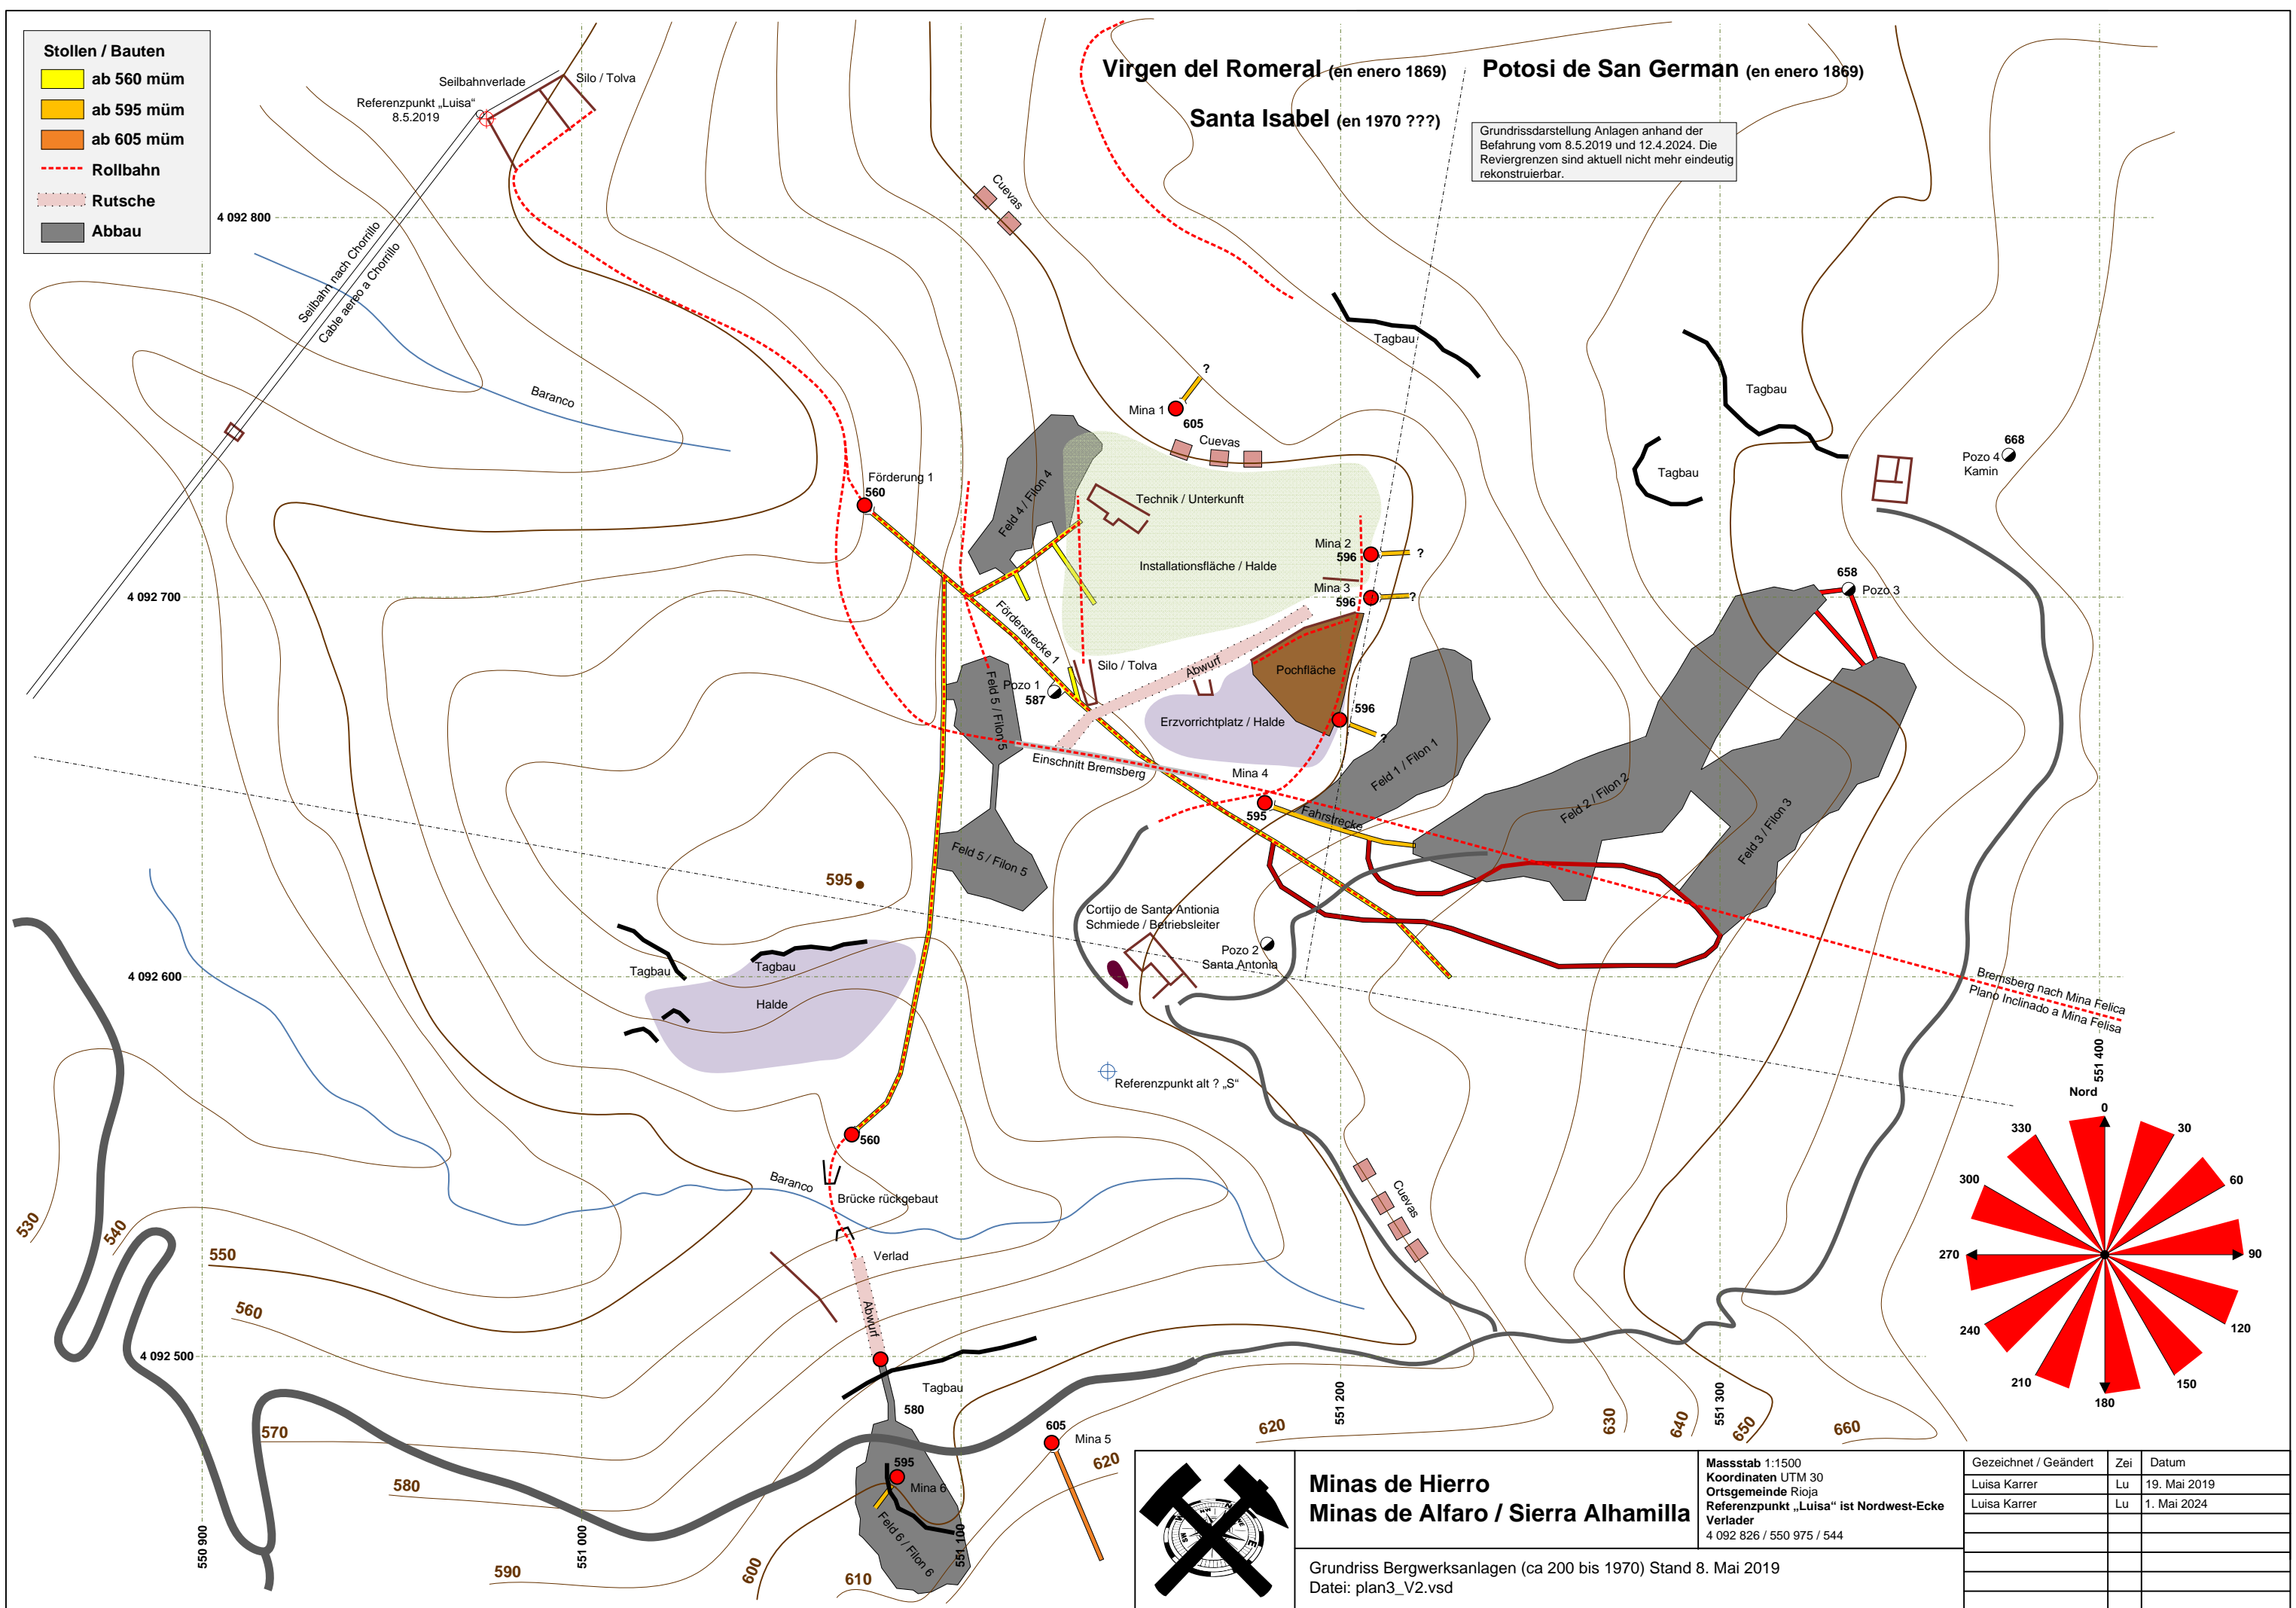 Stollen / Bauten
ab 560 müm
ab 595 müm
ab 605 müm
Rollbahn
Rutsche
Abbau
Seilbahnverlade
Silo / Tolva
Referenzpunkt „Luisa“
8.5.2019
Virgen del Romeral (en enero 1869)
Potosi de San German (en enero 1869)
Santa Isabel (en 1970 ???)
Grundrissdarstellung Anlagen anhand der
Befahrung vom 8.5.2019 und 12.4.2024. Die
Reviergrenzen sind aktuell nicht mehr eindeutig
rekonstruierbar.
Cuevas
4 092 800
Seilbahn nach Chorrillo
Cable aereo a Chorrillo
Baranco
Tagbau
Tagbau
Tagbau
?
Mina 1
605
Cuevas
668
Pozo 4
Kamin
Förderung 1
560
Feld 4 / Filon 4
Technik / Unterkunft
Mina 2
596
?
Installationsfläche / Halde
Mina 3
596
?
658
Pozo 3
4 092 700
Förderstrecke 1
Silo / Tolva
Abwurf
Pochfläche
Pozo 1
587
Feld 5 / Filon 5
Erzvorrichtplatz / Halde
596
?
Einschnitt Bremsberg
Mina 4
595
Fahrstrecke
Feld 1 / Filon 1
Feld 2 / Filon 2
Feld 3 / Filon 3
Feld 5 / Filon 5
595
Cortijo de Santa Antionia
Schmiede / Betriebsleiter
Pozo 2
Santa Antonia
Tagbau
Tagbau
Halde
4 092 600
Bremsberg nach Mina Felica
Plano Inclinado a Mina Felisa
551 400
Referenzpunkt alt ? „S“
Nord
0
30
60
90
120
150
180
210
240
270
300
330
560
Baranco
Brücke rückgebaut
Cuevas
Verlad
Abwurf
530
540
550
560
4 092 500
Tagbau
580
570
580
590
600
610
620
620
630
640
650
660
550 900
551 000
551 100
551 200
551 300
605
Mina 5
595
Mina 6
Feld 6 / Filon 6
Minas de Hierro
Minas de Alfaro / Sierra Alhamilla
Massstab 1:1500
Koordinaten UTM 30
Ortsgemeinde Rioja
Referenzpunkt „Luisa“ ist Nordwest-Ecke
Verlader
4 092 826 / 550 975 / 544
Grundriss Bergwerksanlagen (ca 200 bis 1970) Stand 8. Mai 2019
Datei: plan3_V2.vsd
Gezeichnet / Geändert Zei Datum
Luisa Karrer Lu 19. Mai 2019
Luisa Karrer Lu 1. Mai 2024